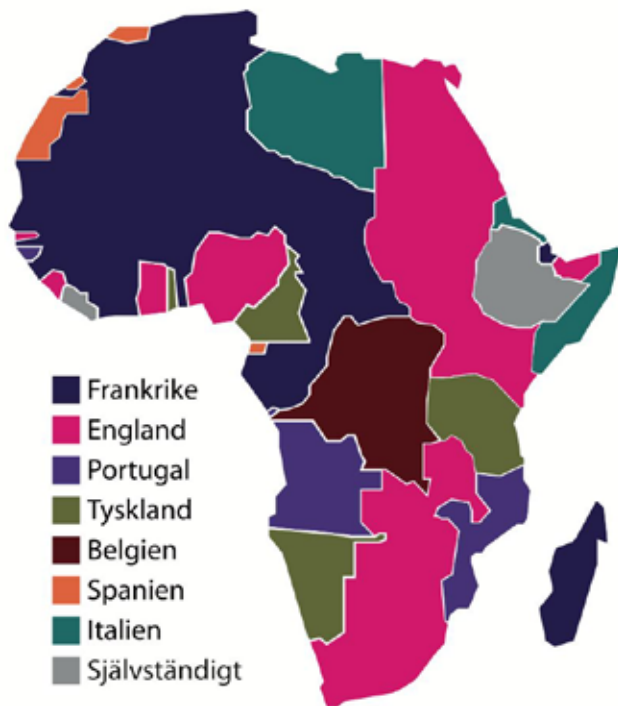 Frankrike
England
Portugal
Tyskland
Belgien
Spanien
Italien
Självständigt